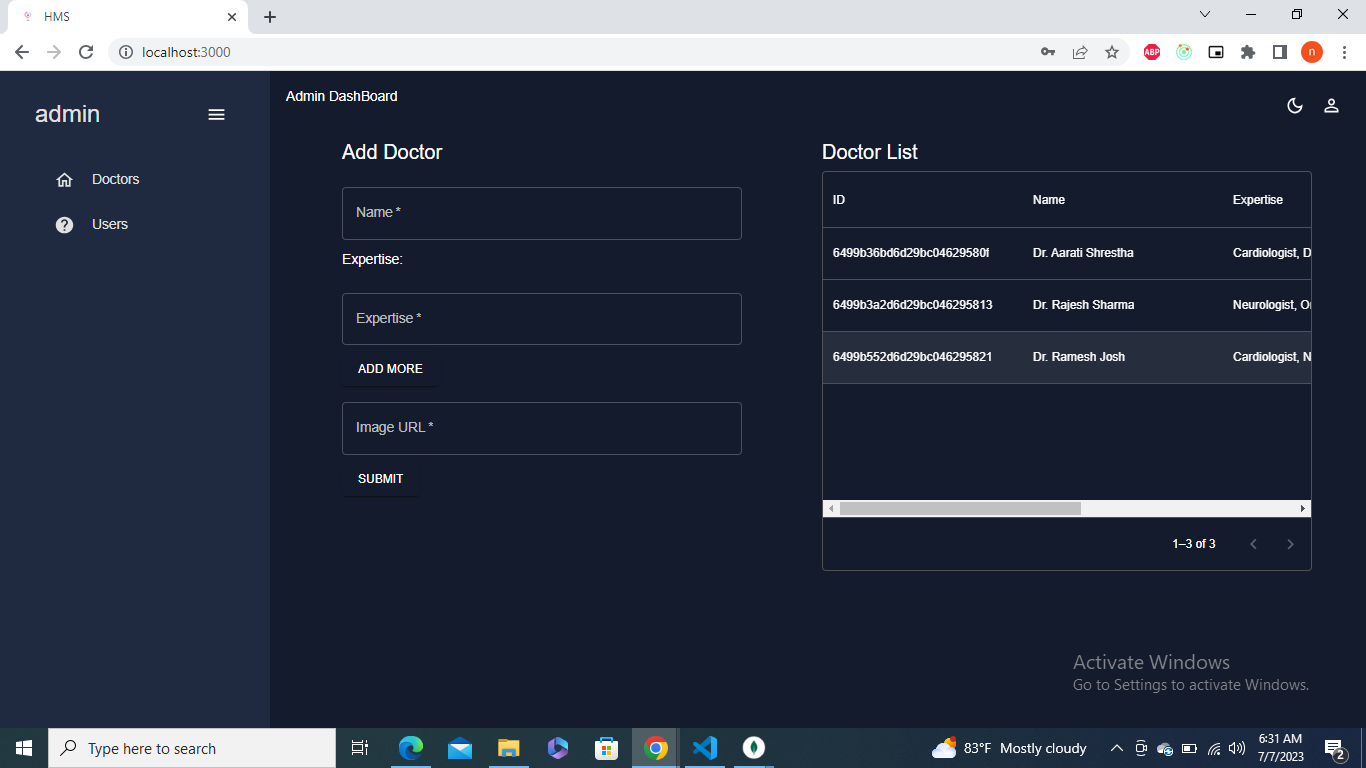 HMS
localhost:3000
ABP
n
admin
Doctors
Users
Admin DashBoard
Add Doctor
Name *
Expertise:
Expertise *
ADD MORE
Image URL *
SUBMIT
Doctor List
ID Name Expertise
6499b36bd6d29bc04629580f Dr. Aarati Shrestha Cardiologist, D
6499b3a2d6d29bc046295813 Dr. Rajesh Sharma Neurologist, Or
6499b552d6d29bc046295821 Dr. Ramesh Josh Cardiologist, N
1–3 of 3
Activate Windows
Go to Settings to activate Windows.
Type here to search
83°F Mostly cloudy
6:31 AM
7/7/2023
2